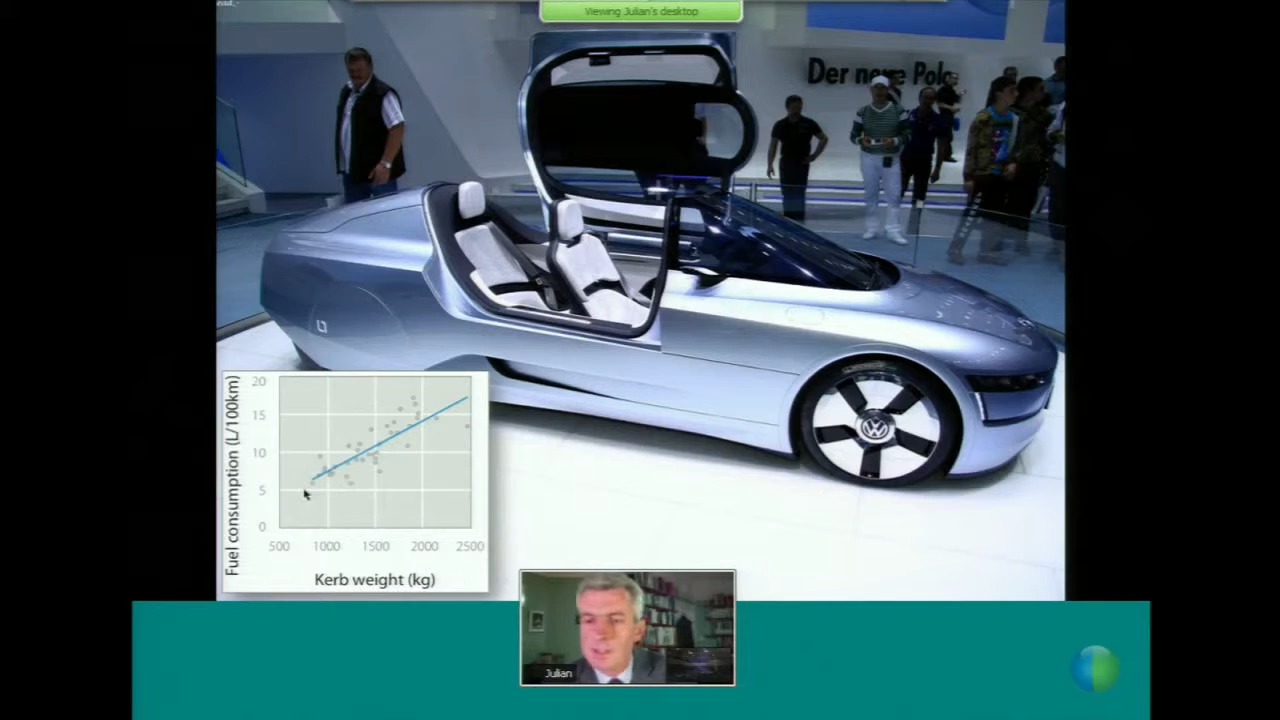 Viewing Julian's desktop
Der neue Polo
Fuel consumption (L/100km)
20
15
10
5
0
500 1000 1500 2000 2500
Kerb weight (kg)
Julian